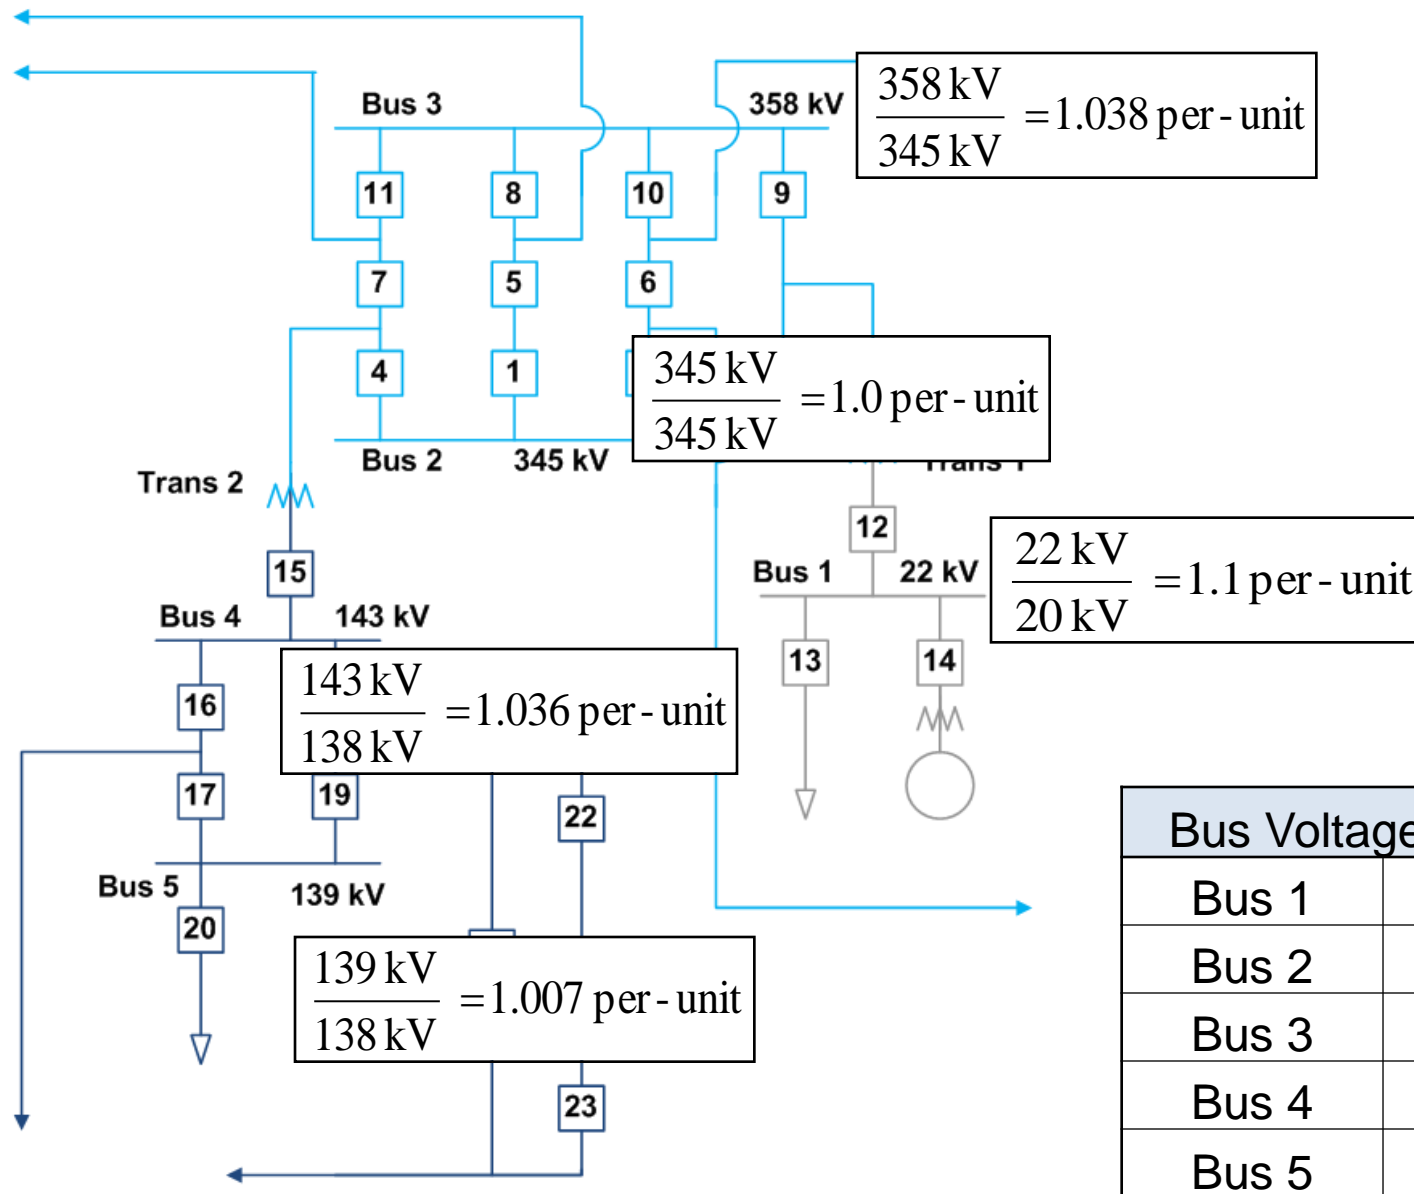 Bus 3
358 kV
358 kV
345 kV
=1.038 per-unit
11
8
10
9
7
5
6
4
1
345 kV
345 kV
=1.0 per-unit
Bus 2
345 kV
Trans 2
Trans 1
12
15
Bus 1
22 kV
22 kV
20 kV
=1.1 per-unit
Bus 4
143 kV
13
14
16
143 kV
138 kV
=1.036 per-unit
17
19
22
Bus 5
139 kV
20
139 kV
138 kV
=1.007 per-unit
23
Bus Voltage
Bus 1
Bus 2
Bus 3
Bus 4
Bus 5